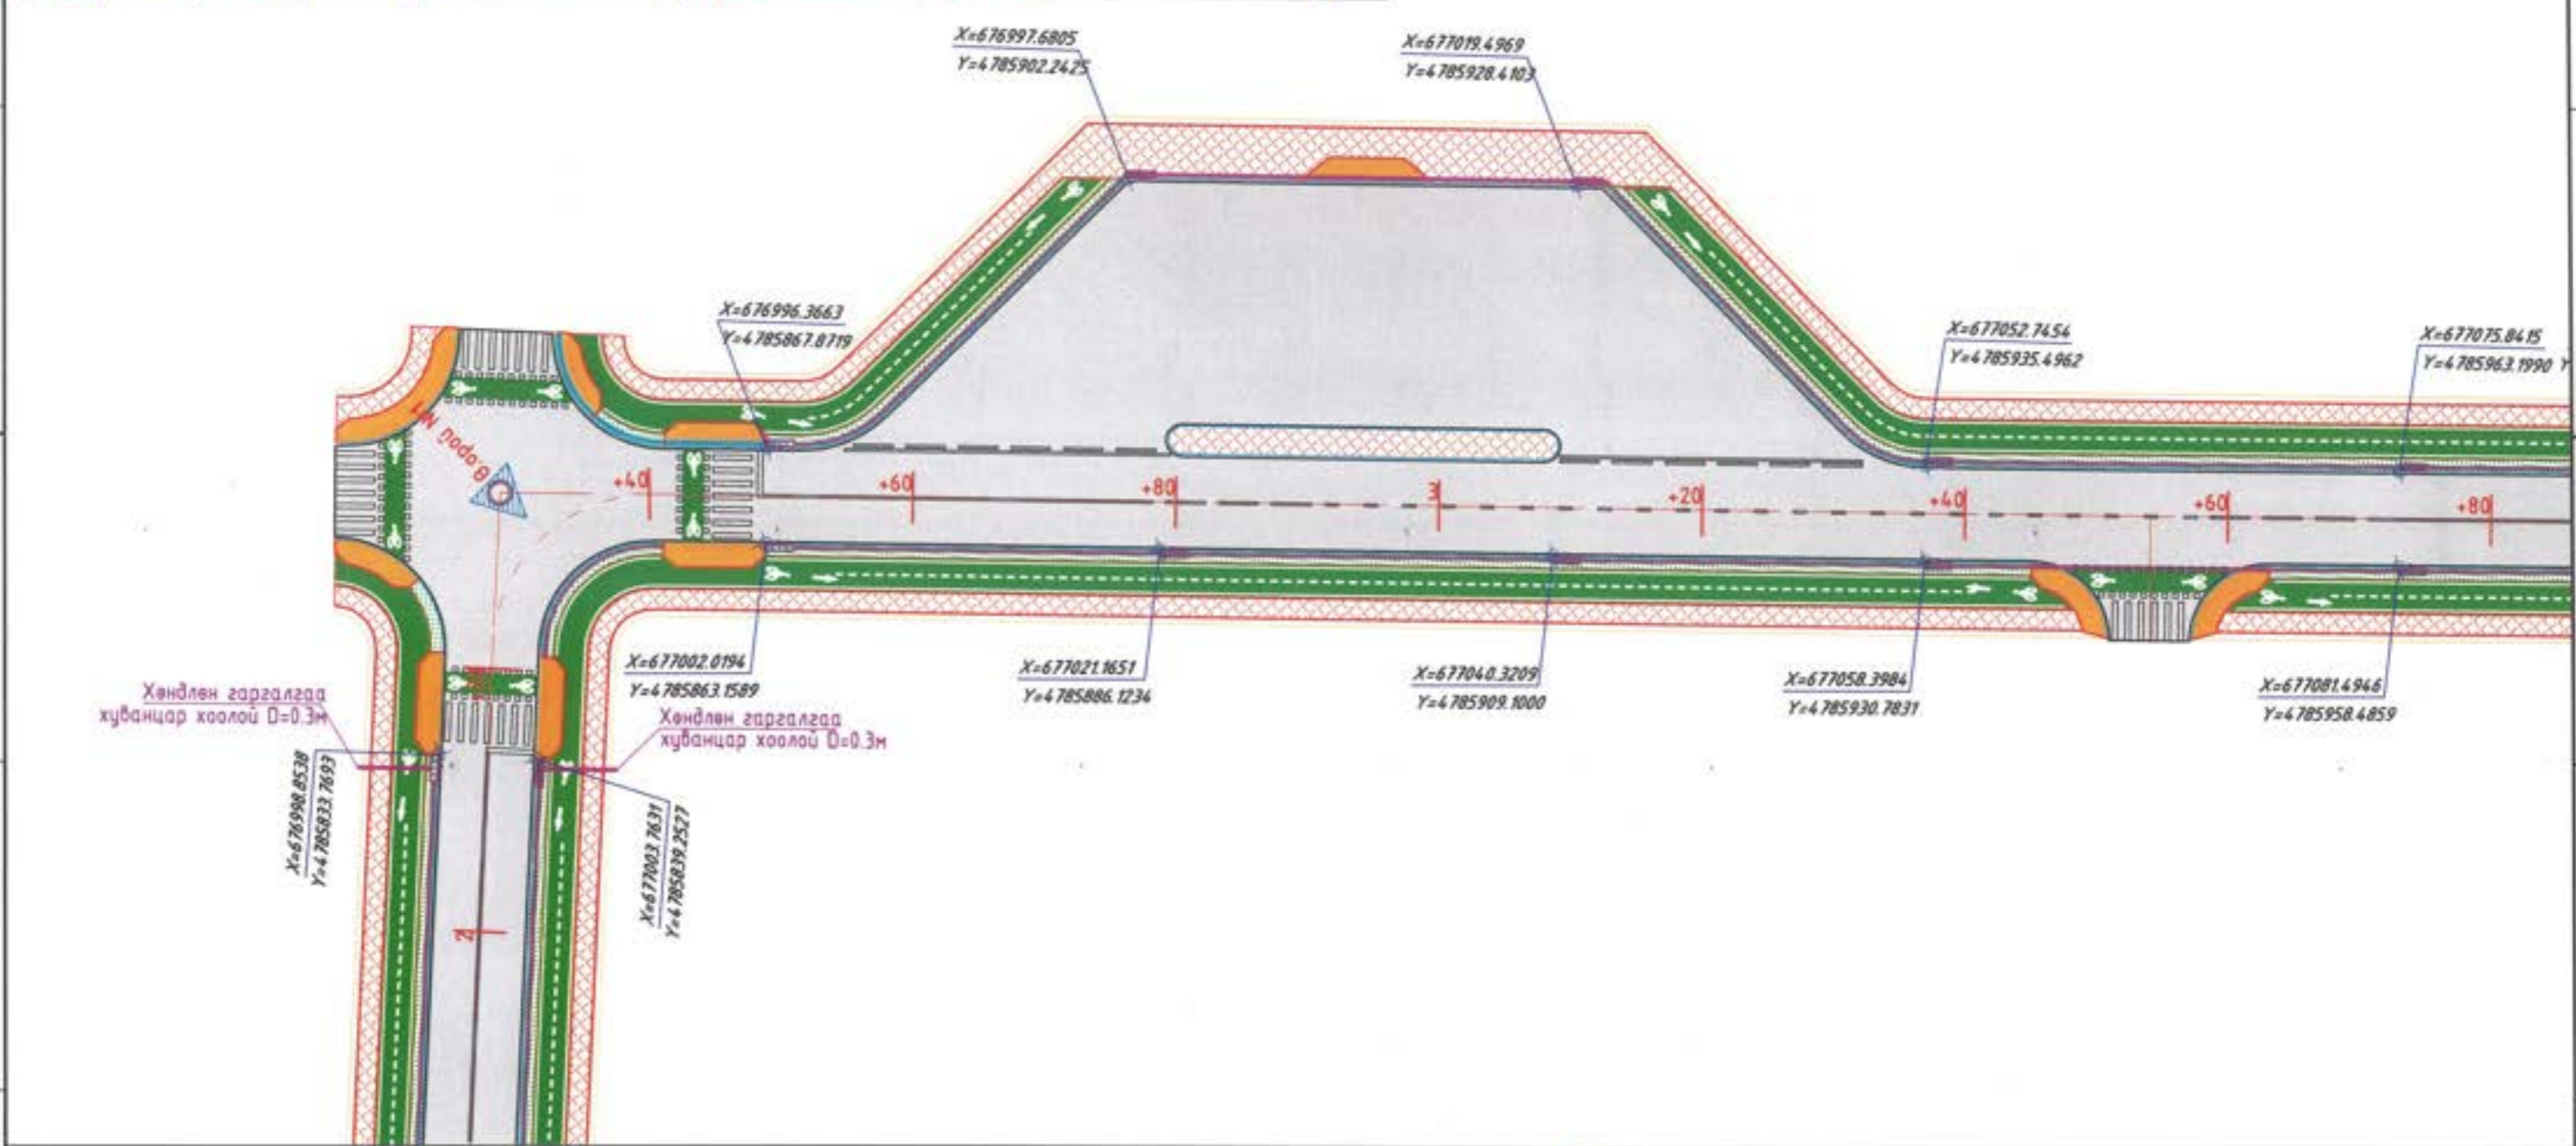 X=676997.6805
Y=4785902.2425
X=677019.4969
Y=4785928.4103
X=676996.3663
Y=4785867.8719
X=677052.7454
Y=4785935.4962
X=677075.8415
Y=4785963.1990 Y
Өорой №1
+40
+60
+80
3
+20
+40
+60
+80
X=677002.0194
Y=4785863.1589
X=677021.1651
Y=4785886.1234
X=677040.3209
Y=4785909.1000
X=677058.3984
Y=4785930.7831
X=677081.4946
Y=4785958.4859
Хөндлөн гаргалгаа
хуванцар хоолой D=0.3м
Хөндлөн гаргалгаа
хуванцар хоолой D=0.3м
X=676998.8538
Y=4785833.7693
X=677003.7631
Y=4785839.2527
2